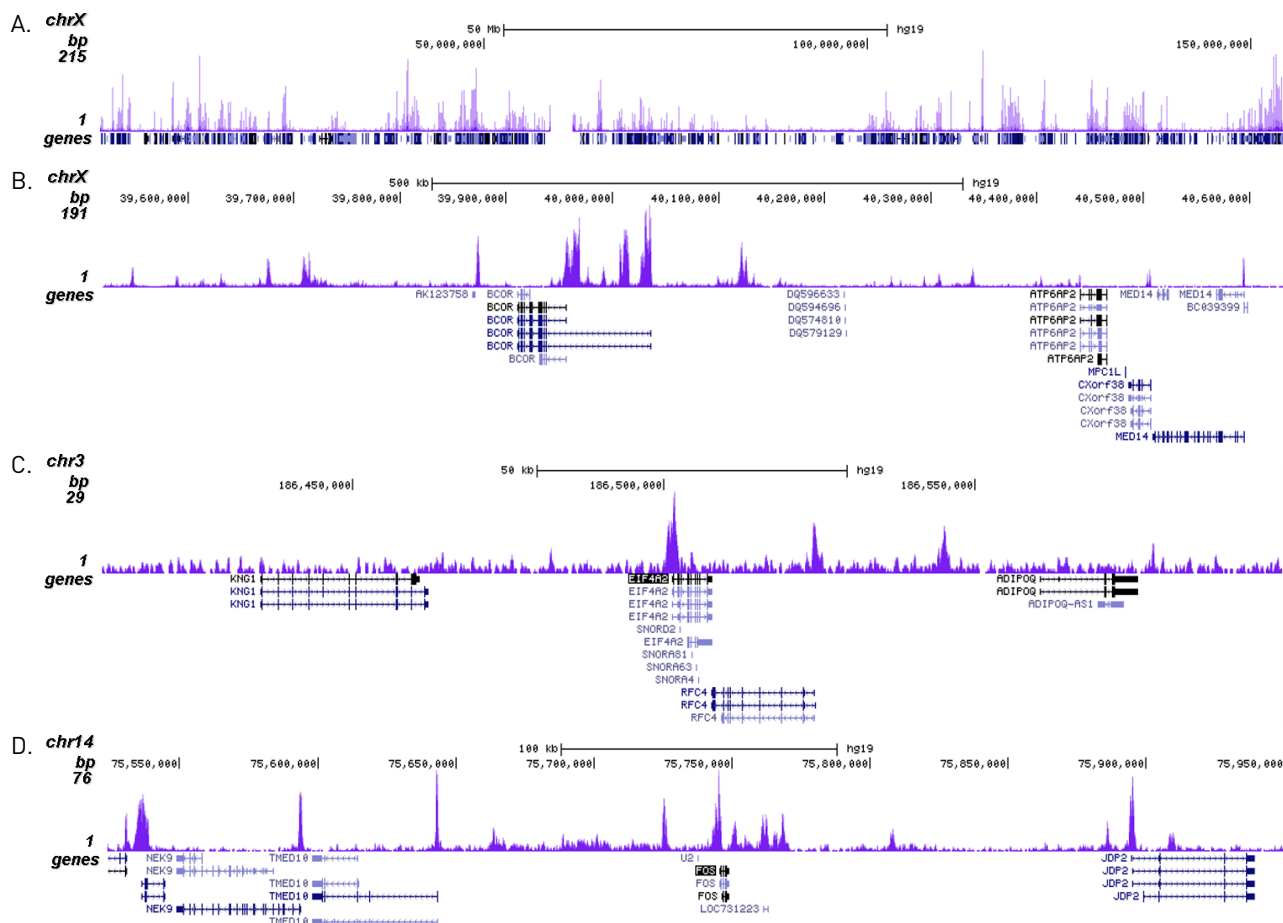 A. chrX 50 Mb hg19
bp 50,000,000 100,000,000 150,000,000
215
1
genes
B. chrX 500 kb hg19
bp 39,600,000 39,700,000 39,800,000 39,900,000 40,000,000 40,100,000 40,200,000 40,300,000 40,400,000 40,500,000 40,600,000
191
1
genes AK123758 BCOR DQ596633 ATP6AP2 MED14 MED14
BCOR DQ594696 ATP6AP2 BC039399
BCOR DQ574810 ATP6AP2
BCOR DQ579129 ATP6AP2
BCOR ATP6AP2
BCOR ATP6AP2
MPC1L
CXorf38
CXorf38
CXorf38
CXorf38
MED14
C. chr3 50 kb hg19
bp 186,450,000 186,500,000 186,550,000
29
1
genes KNG1 EIF4A2 ADIPOQ
KNG1 EIF4A2 ADIPOQ
KNG1 EIF4A2 ADIPOQ-AS1
EIF4A2
SNORD2
EIF4A2
SNORA81
SNORA63
SNORA4
RFC4
RFC4
RFC4
D. chr14 100 kb hg19
bp 75,550,000 75,600,000 75,650,000 75,700,000 75,750,000 75,800,000 75,850,000 75,900,000 75,950,000
76
1
genes NEK9 TMED10 U2 JDP2
NEK9 FOS JDP2
TMED10 FOS JDP2
TMED10 FOS JDP2
NEK9 LOC731223
TMED10